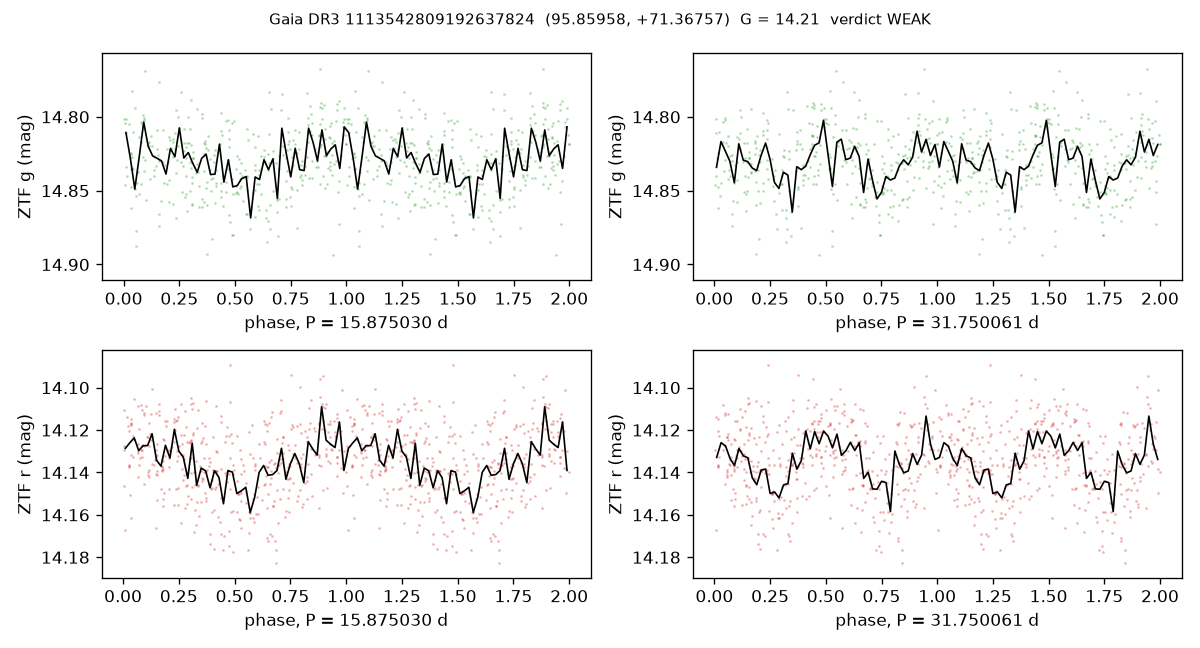 Gaia DR3 1113542809192637824 (95.85958, +71.36757) G = 14.21 verdict WEAK
ZTF g (mag)
14.80
14.85
14.90
0.00 0.25 0.50 0.75 1.00 1.25 1.50 1.75 2.00
phase, P = 15.875030 d
ZTF g (mag)
14.80
14.85
14.90
0.00 0.25 0.50 0.75 1.00 1.25 1.50 1.75 2.00
phase, P = 31.750061 d
ZTF r (mag)
14.10
14.12
14.14
14.16
14.18
0.00 0.25 0.50 0.75 1.00 1.25 1.50 1.75 2.00
phase, P = 15.875030 d
ZTF r (mag)
14.10
14.12
14.14
14.16
14.18
0.00 0.25 0.50 0.75 1.00 1.25 1.50 1.75 2.00
phase, P = 31.750061 d